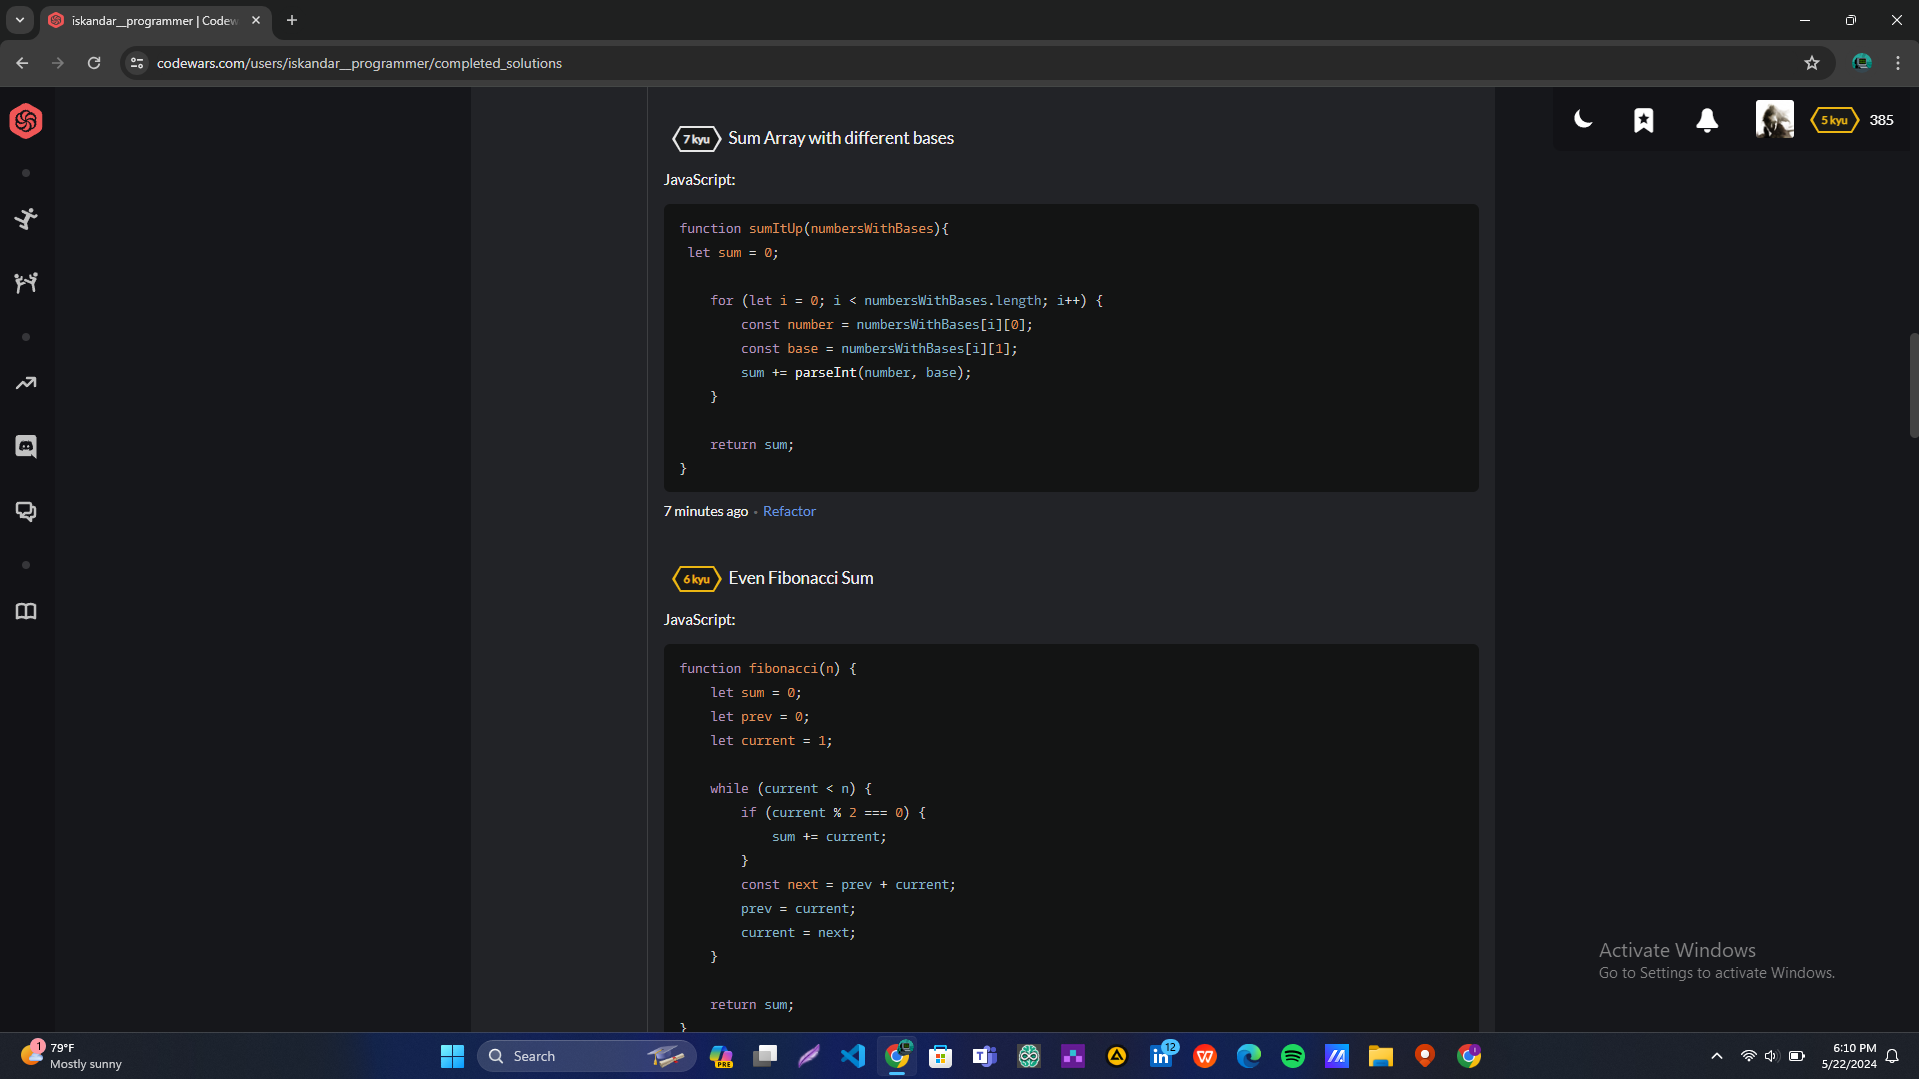 iskandar__programmer | Codew
codewars.com/users/iskandar__programmer/completed_solutions
5 kyu
385
7 kyu
Sum Array with different bases
JavaScript:
function sumItUp(numbersWithBases){
let sum = 0;
for (let i = 0; i < numbersWithBases.length; i++) {
const number = numbersWithBases[i][0];
const base = numbersWithBases[i][1];
sum += parseInt(number, base);
}
return sum;
}
7 minutes ago • Refactor
6 kyu
Even Fibonacci Sum
JavaScript:
function fibonacci(n) {
let sum = 0;
let prev = 0;
let current = 1;
while (current < n) {
if (current % 2 === 0) {
sum += current;
}
const next = prev + current;
prev = current;
current = next;
}
return sum;
}
Activate Windows
Go to Settings to activate Windows.
1
79°F
Mostly sunny
Search
PRE
12
6:10 PM
5/22/2024